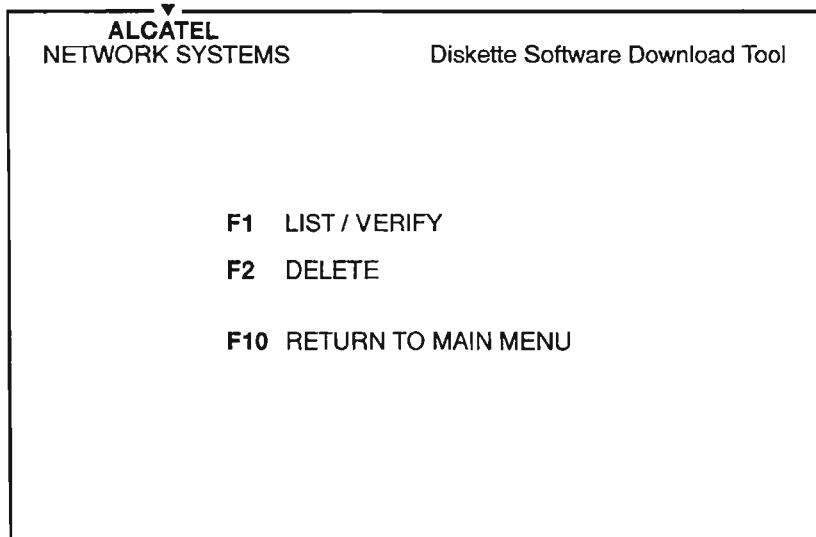 ALCATEL
NETWORK SYSTEMS Diskette Software Download Tool
F1 LIST / VERIFY
F2 DELETE
F10 RETURN TO MAIN MENU